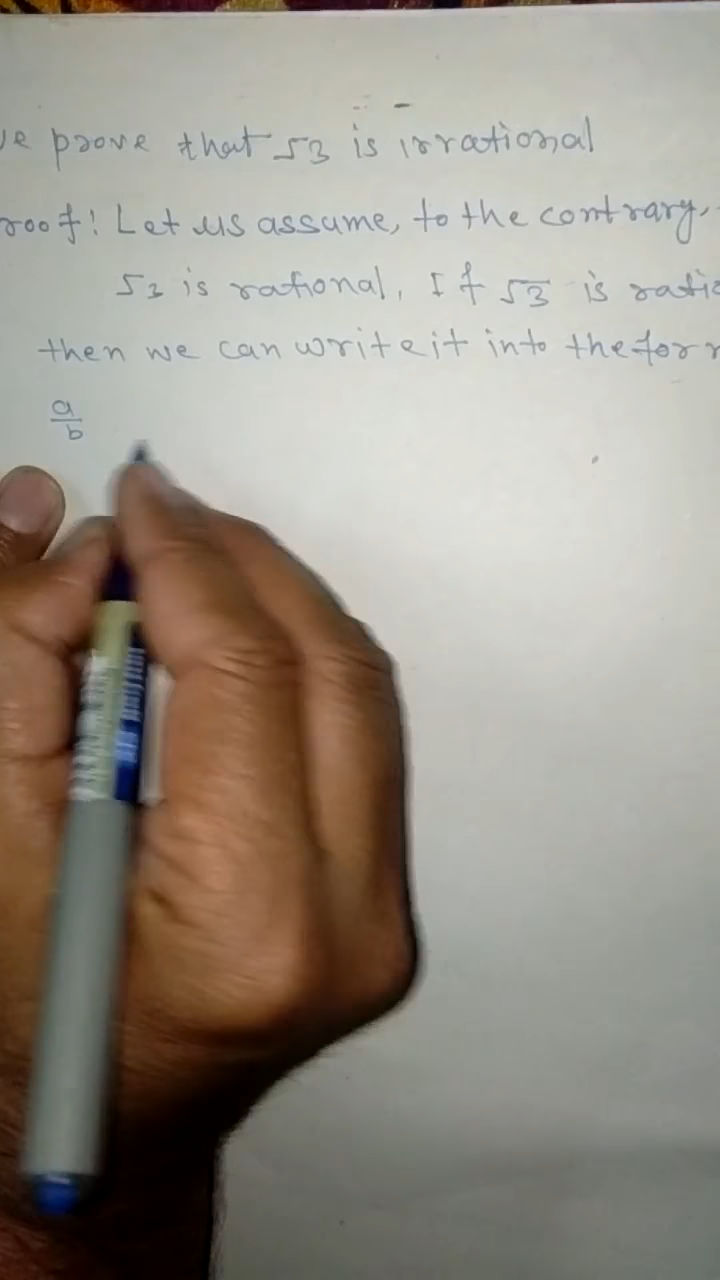 prove that √3 is irrational
Let us assume, to the contrary,
√3 is rational, If √3 is
then we can write it into the
a/b